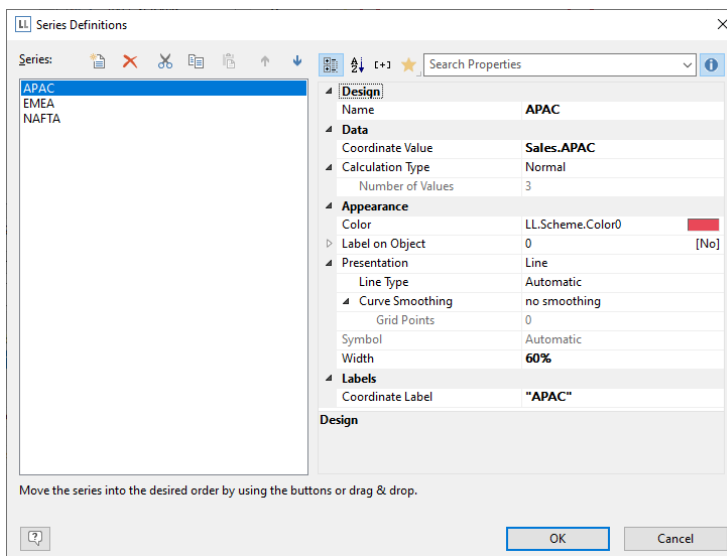 LL Series Definitions
Series:
[+]
Search Properties
APAC
EMEA
NAFTA
Design
Name APAC
Data
Coordinate Value Sales.APAC
Calculation Type Normal
Number of Values 3
Appearance
Color LL.Scheme.Color0
Label on Object 0 [No]
Presentation Line
Line Type Automatic
Curve Smoothing no smoothing
Grid Points 0
Symbol Automatic
Width 60%
Labels
Coordinate Label "APAC"
Design
Move the series into the desired order by using the buttons or drag & drop.
OK Cancel